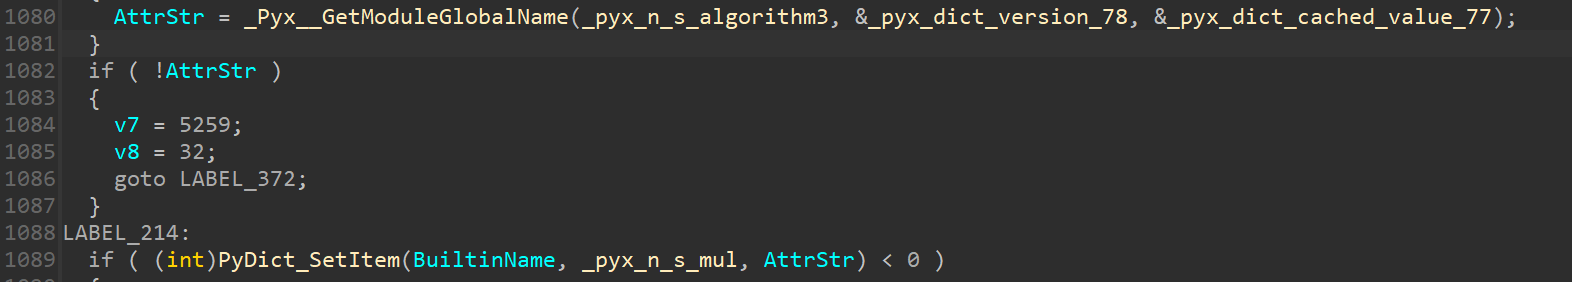 1080 AttrStr = _Pyx__GetModuleGlobalName(_pyx_n_s_algorithm3, &_pyx_dict_version_78, &_pyx_dict_cached_value_77);
1081 }
1082 if ( !AttrStr )
1083 {
1084 v7 = 5259;
1085 v8 = 32;
1086 goto LABEL_372;
1087 }
1088 LABEL_214:
1089 if ( (int)PyDict_SetItem(BuiltinName, _pyx_n_s_mul, AttrStr) < 0 )